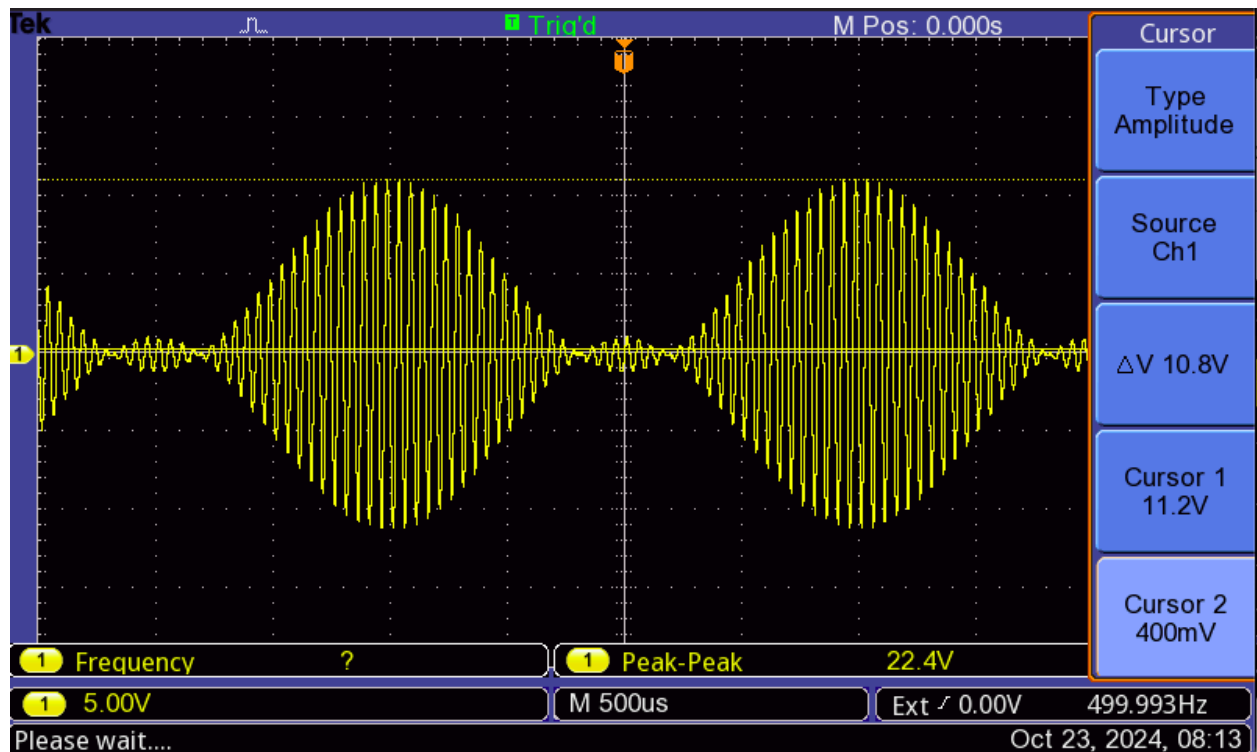 Tek
T Trig'd
M Pos: 0.000s
T
1
Cursor
Type
Amplitude
Source
Ch1
△V 10.8V
Cursor 1
11.2V
Cursor 2
400mV
1 Frequency ?
1 Peak-Peak 22.4V
1 5.00V
M 500us
Ext / 0.00V 499.993Hz
Please wait....
Oct 23, 2024, 08:13